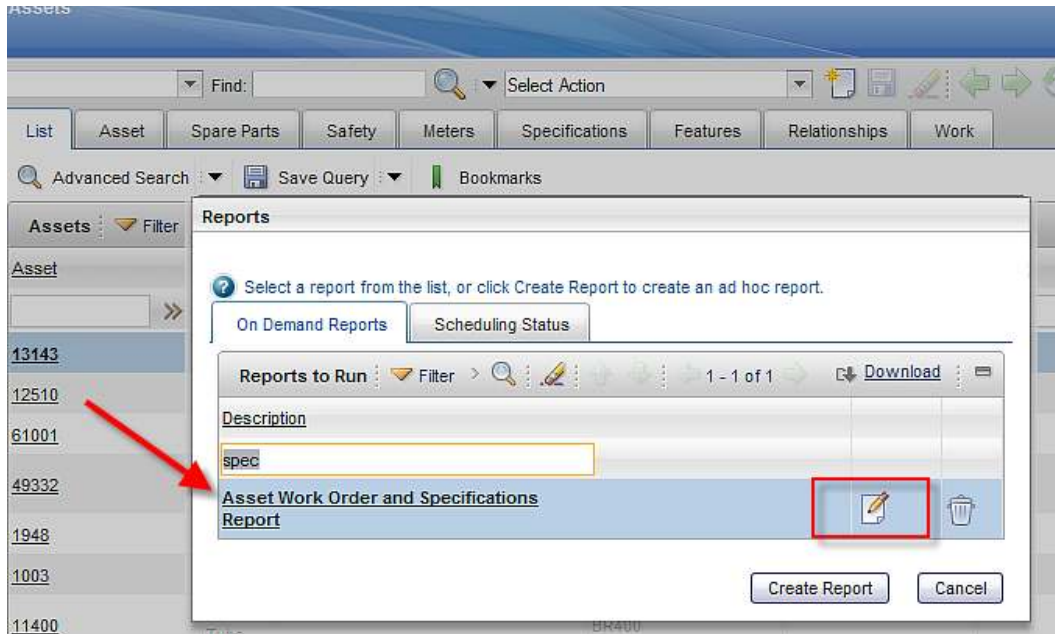 Assets
Find:
Select Action
List
Asset
Spare Parts
Safety
Meters
Specifications
Features
Relationships
Work
Advanced Search
Save Query
Bookmarks
Assets
Filter
Asset
13143
12510
61001
49332
1948
1003
11400
Reports
Select a report from the list, or click Create Report to create an ad hoc report.
On Demand Reports
Scheduling Status
Reports to Run
Filter
1 - 1 of 1
Download
Description
spec
Asset Work Order and Specifications
Report
Create Report
Cancel
BR400